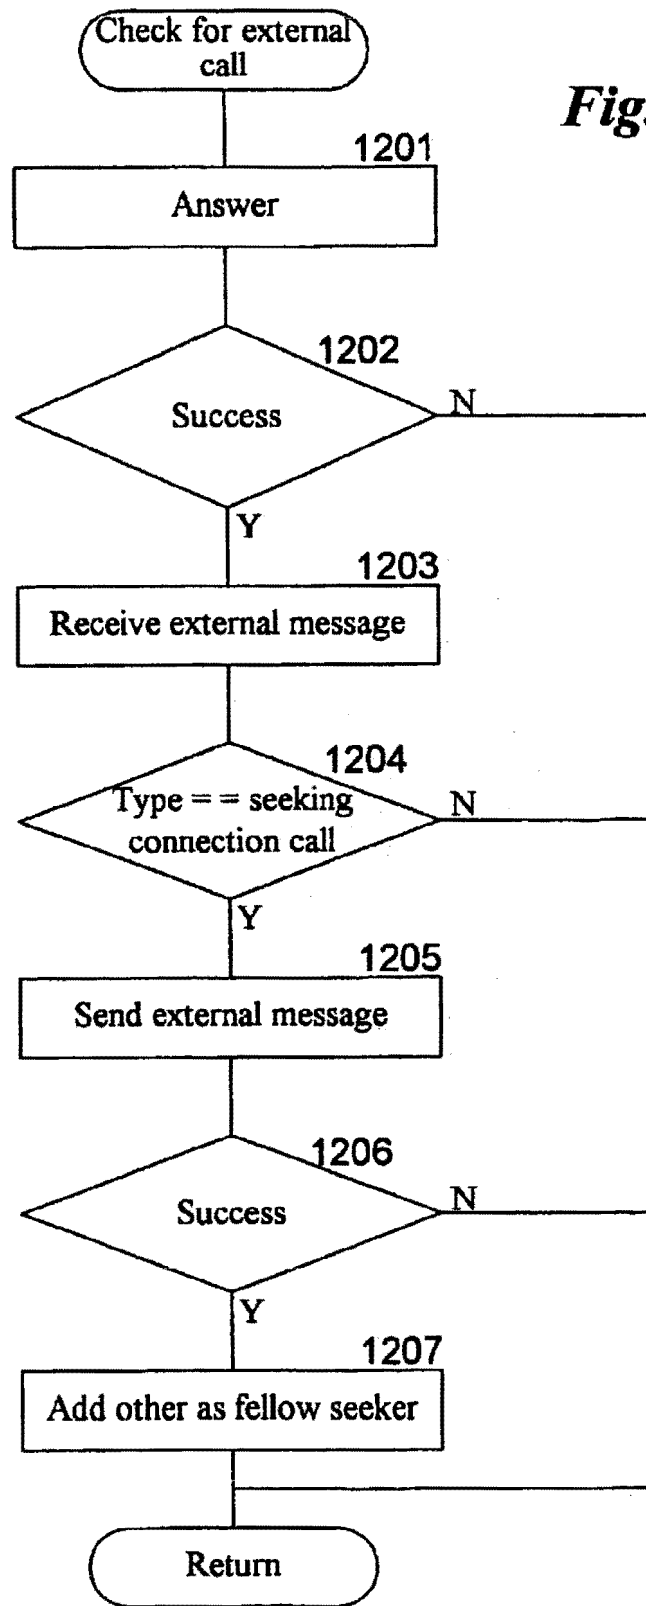 Check for external
call
Fig.
1201
Answer
1202
Success
N
Y
1203
Receive external message
1204
Type = = seeking
connection call
N
Y
1205
Send external message
1206
Success
N
Y
1207
Add other as fellow seeker
Return